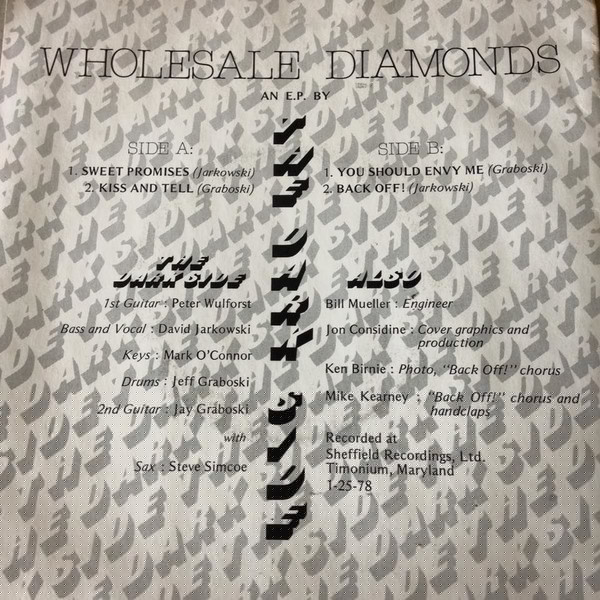 WHOLESALE DIAMONDS
AN E.P. BY
THE DARK SIDE
SIDE A:
1. SWEET PROMISES (Jarkowski)
2. KISS AND TELL (Graboski)
SIDE B:
1. YOU SHOULD ENVY ME (Graboski)
2. BACK OFF! (Jarkowski)
THE
DARK SIDE
1st Guitar : Peter Wulforst
Bass and Vocal : David Jarkowski
Keys : Mark O'Connor
Drums : Jeff Graboski
2nd Guitar : Jay Graboski
with
Sax : Steve Simcoe
ALSO
Bill Mueller : Engineer
Jon Considine : Cover graphics and
production
Ken Birnie : Photo, "Back Off!" chorus
Mike Kearney : "Back Off!" chorus and
handclaps
Recorded at
Sheffield Recordings, Ltd.
Timonium, Maryland
1-25-78